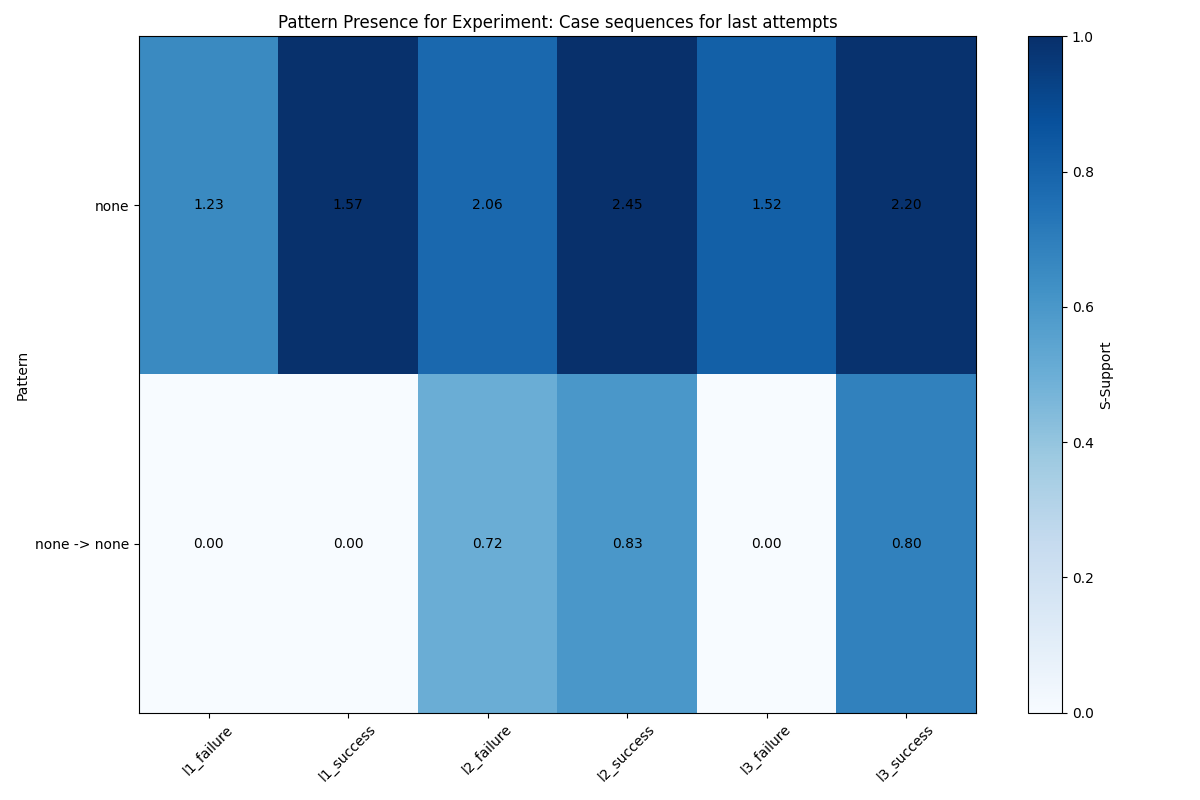 Pattern Presence for Experiment: Case sequences for last attempts
Pattern
none
1.23
1.57
2.06
2.45
1.52
2.20
none -> none
0.00
0.00
0.72
0.83
0.00
0.80
l1_failure
l1_success
l2_failure
l2_success
l3_failure
l3_success
1.0
0.8
0.6
0.4
0.2
0.0
S-Support